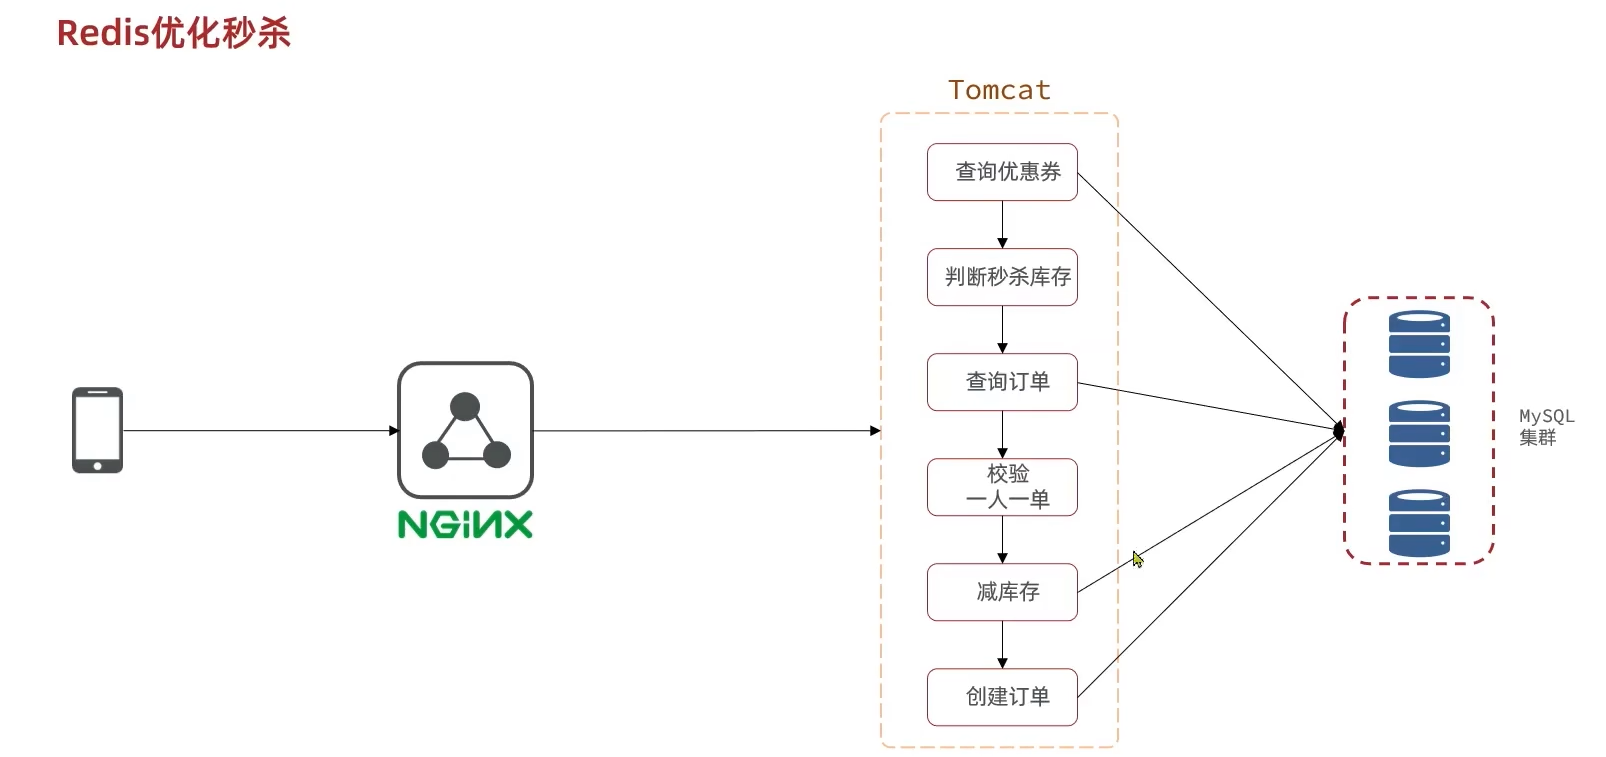 Redis优化秒杀
Tomcat
查询优惠券
判断秒杀库存
查询订单
校验
一人一单
减库存
创建订单
NGINX
MySQL
集群